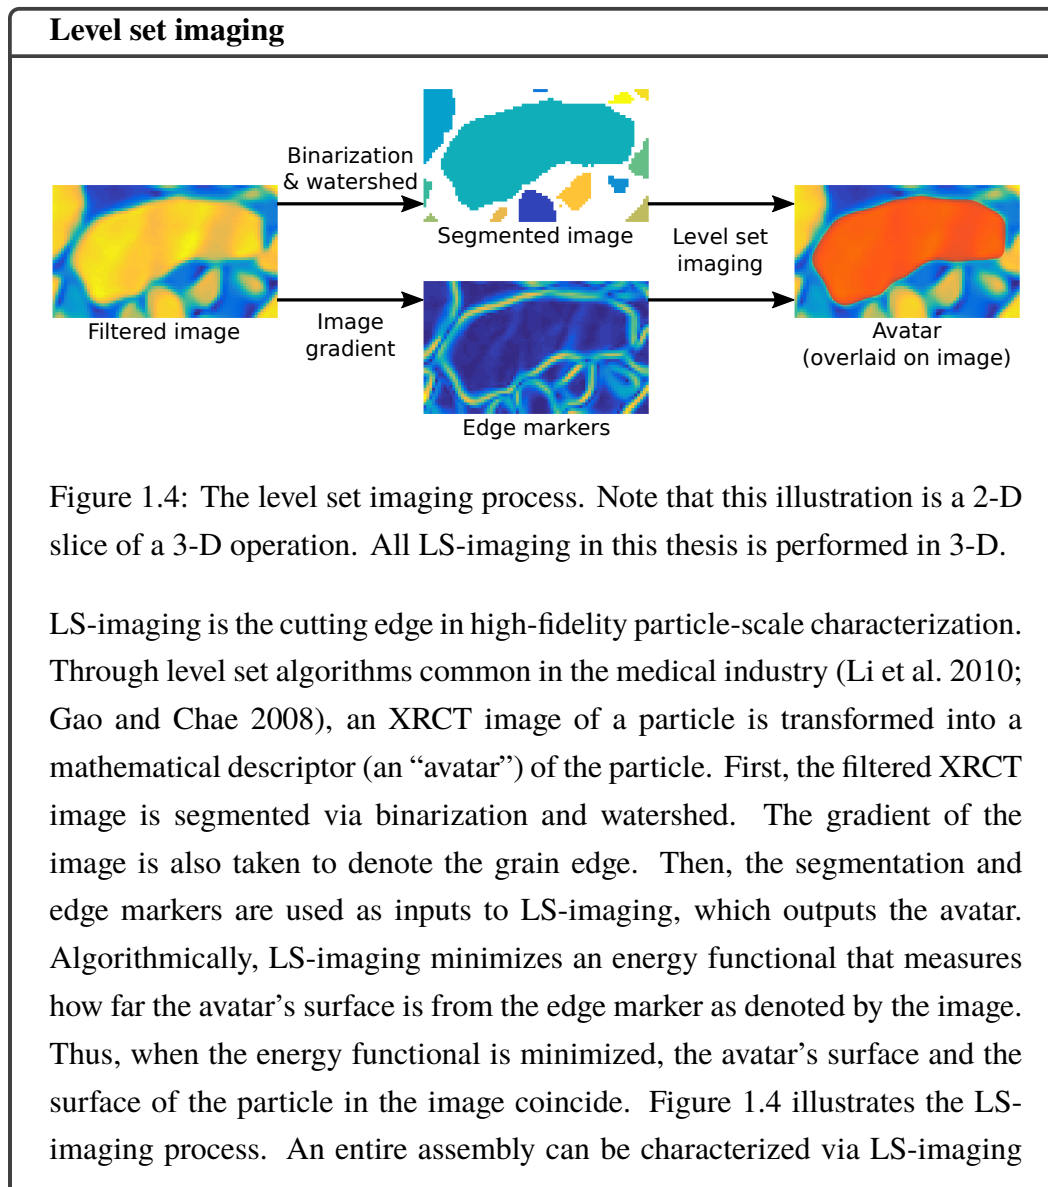 Level set imaging
Binarization
& watershed
Segmented image
Level set
imaging
Filtered image
Image
gradient
Avatar
(overlaid on image)
Edge markers
Figure 1.4: The level set imaging process. Note that this illustration is a 2-D
slice of a 3-D operation. All LS-imaging in this thesis is performed in 3-D.
LS-imaging is the cutting edge in high-fidelity particle-scale characterization.
Through level set algorithms common in the medical industry (Li et al. 2010;
Gao and Chae 2008), an XRCT image of a particle is transformed into a
mathematical descriptor (an “avatar”) of the particle. First, the filtered XRCT
image is segmented via binarization and watershed. The gradient of the
image is also taken to denote the grain edge. Then, the segmentation and
edge markers are used as inputs to LS-imaging, which outputs the avatar.
Algorithmically, LS-imaging minimizes an energy functional that measures
how far the avatar’s surface is from the edge marker as denoted by the image.
Thus, when the energy functional is minimized, the avatar’s surface and the
surface of the particle in the image coincide. Figure 1.4 illustrates the LS-
imaging process. An entire assembly can be characterized via LS-imaging